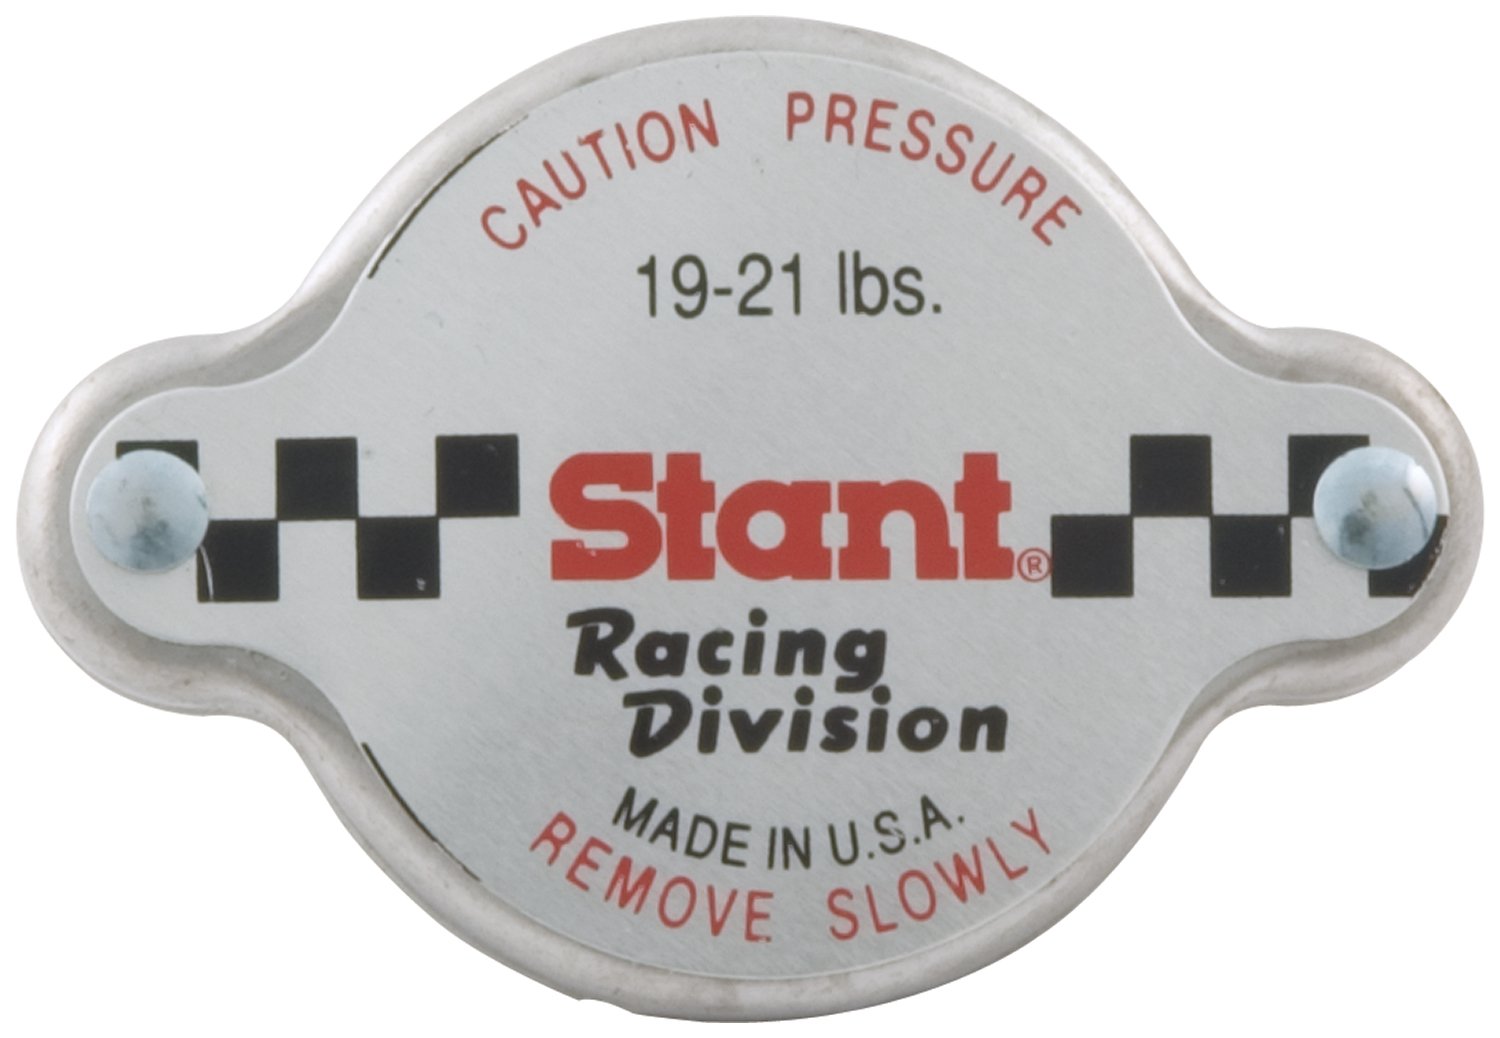 CAUTION PRESSURE
19-21 lbs.
Stant®
Racing
Division
MADE IN U.S.A.
REMOVE SLOWLY